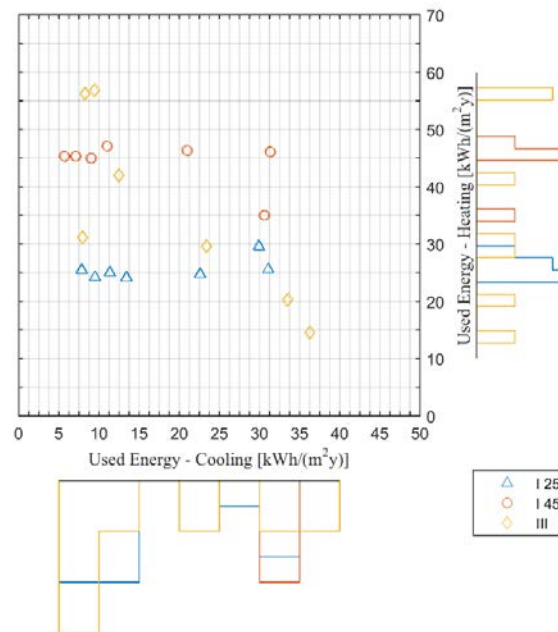 70
60
50
40
30
20
10
0
Used Energy - Heating [kWh/(m²y)]
0 5 10 15 20 25 30 35 40 45 50
Used Energy - Cooling [kWh/(m²y)]
I 25
I 45
III